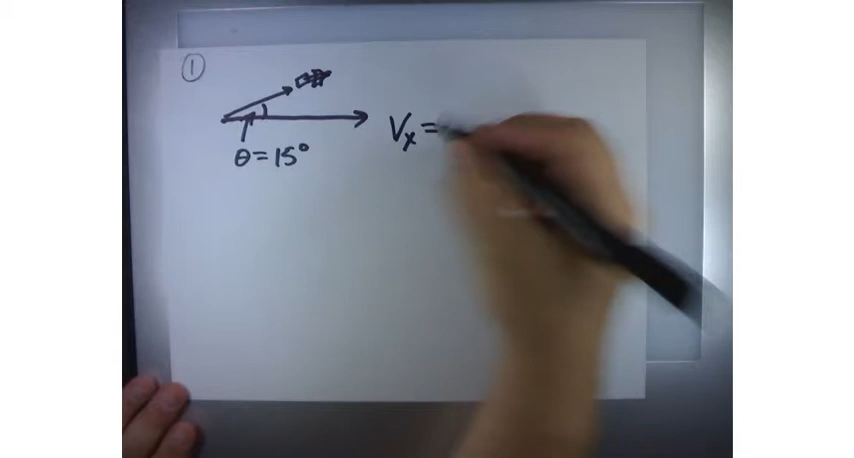 1
Vx =
θ = 15°